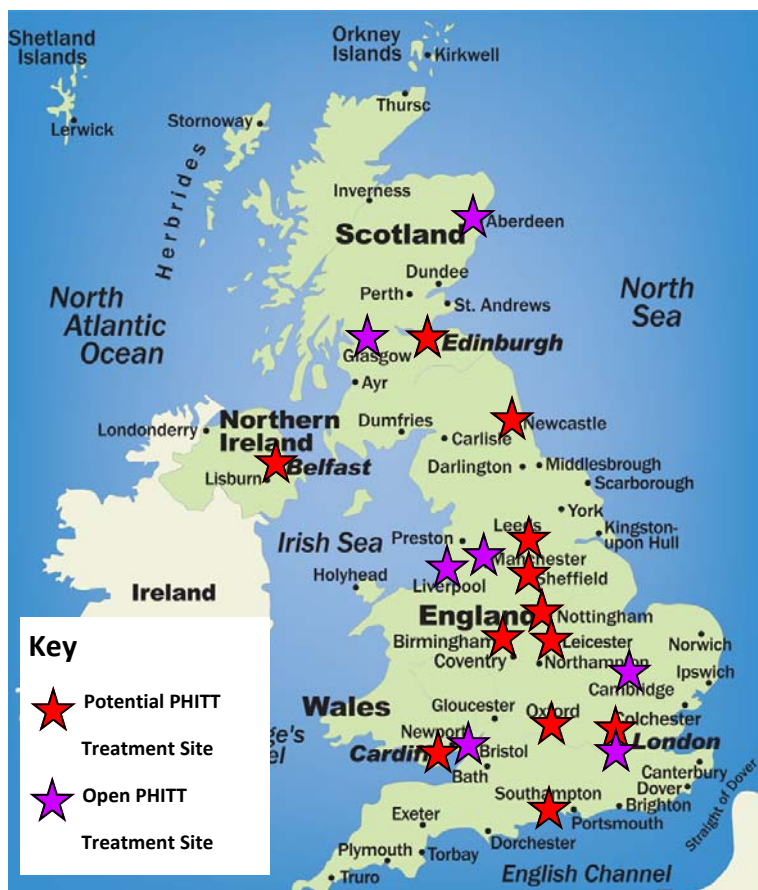 Shetland
Islands
Lerwick
Orkney
Islands
Kirkwell
Thursc
Stornoway
Herbrides
Inverness
Scotland
Aberdeen
Dundee
Perth
St. Andrews
North
Atlantic
Ocean
North
Sea
Glasgow
Edinburgh
Ayr
Londonderry
Northern
Ireland
Dumfries
Newcastle
Carlisle
Belfast
Lisburn
Darlington
Middlesbrough
Scarborough
York
Irish Sea
Preston
Leeds
Kingston-
upon Hull
Manchester
Holyhead
Liverpool
Sheffield
Ireland
England
Nottingham
Birmingham
Leicester
Norwich
Coventry
Northampton
Ipswich
Cambridge
Wales
Gloucester
Oxford
Colchester
Newport
Cardiff
Bristol
London
Bath
Canterbury
Dover
Southampton
Brighton
Portsmouth
Straight of Dover
Exeter
Dorchester
Plymouth
Torbay
Truro
English Channel
Key
Potential PHITT
Treatment Site
Open PHITT
Treatment Site